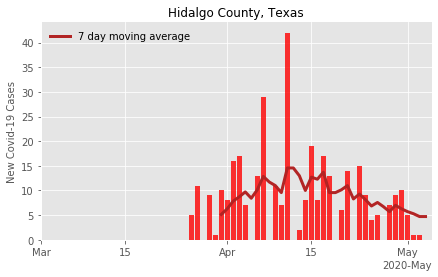 Hidalgo County, Texas
7 day moving average
New Covid-19 Cases
40
35
30
25
20
15
10
5
0
Mar
15
Apr
15
May
2020-May